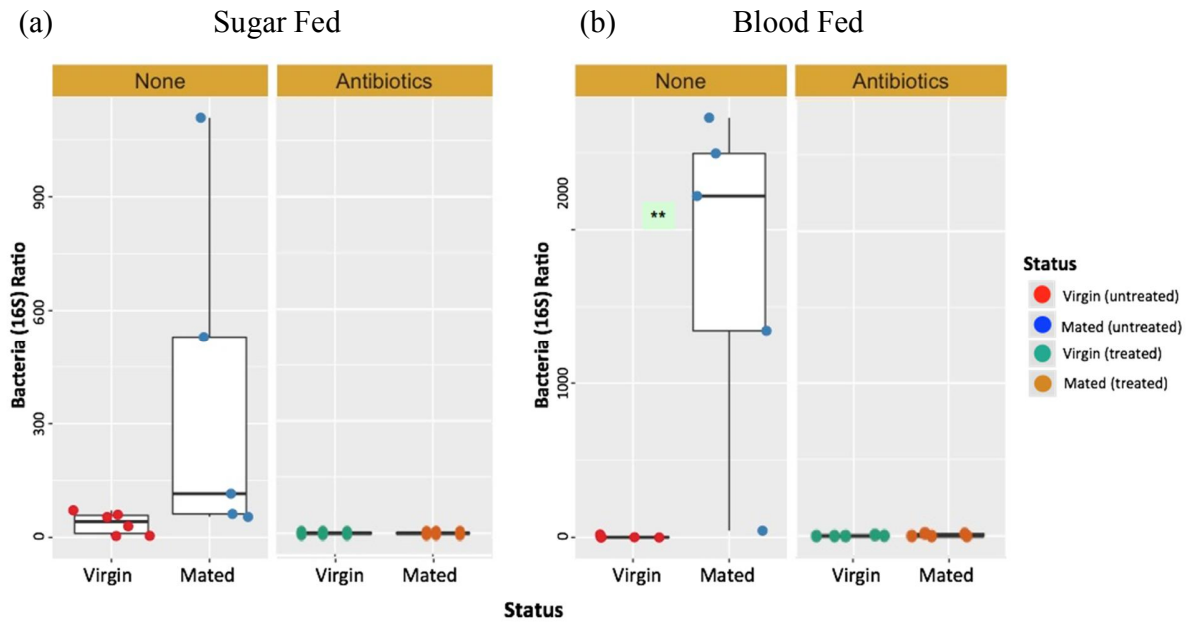 (a) Sugar Fed
(b) Blood Fed
None
Antibiotics
None
Antibiotics
Bacteria (16S) Ratio
900
600
300
0
Virgin
Mated
Virgin
Mated
Bacteria (16S) Ratio
2000
1000
0
**
Virgin
Mated
Virgin
Mated
Status
Status
Virgin (untreated)
Mated (untreated)
Virgin (treated)
Mated (treated)